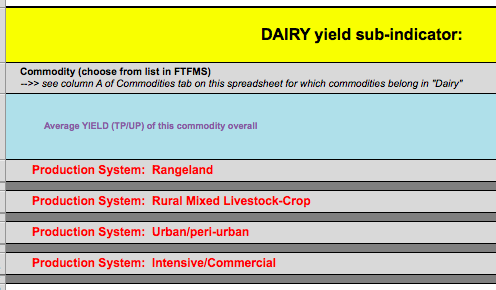 DAIRY yield sub-indicator:
Commodity (choose from list in FTFMS)
-->> see column A of Commodities tab on this spreadsheet for which commodities belong in "Dairy"
Average YIELD (TP/UP) of this commodity overall
Production System: Rangeland
Production System: Rural Mixed Livestock-Crop
Production System: Urban/peri-urban
Production System: Intensive/Commercial